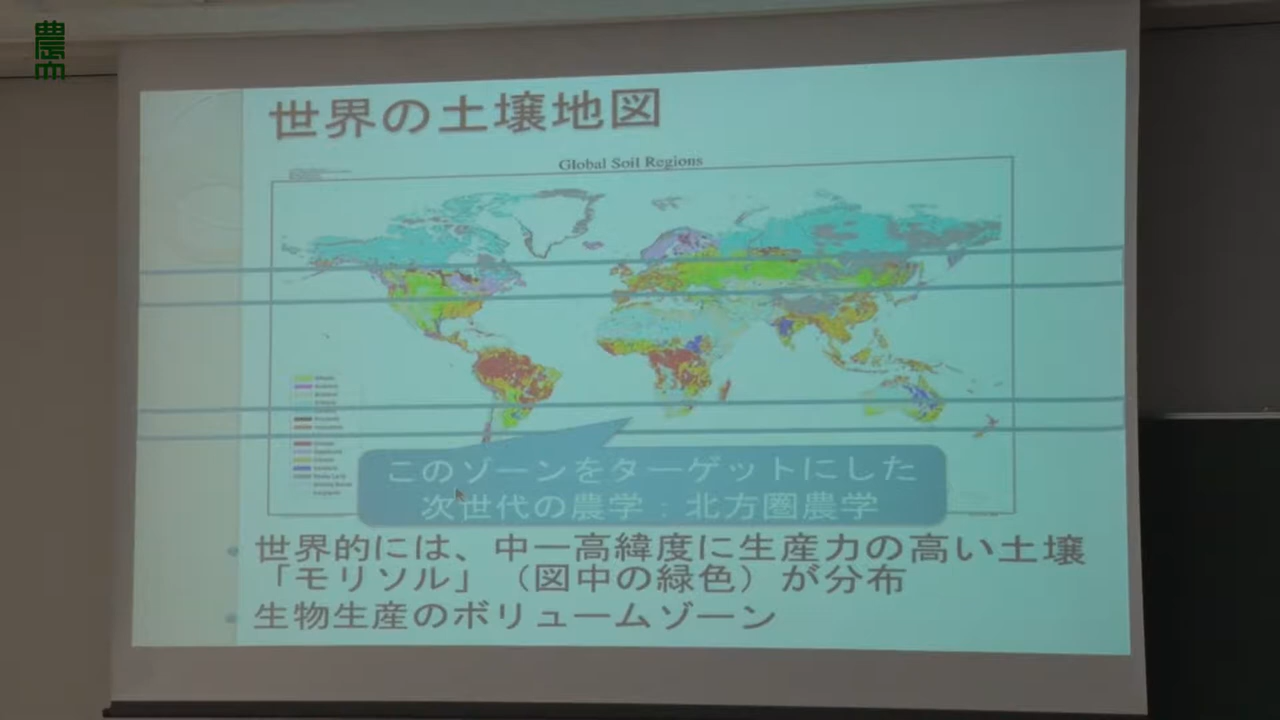 世界の土壌地図
Global Soil Regions
このゾーンをターゲットにした
次世代の農学：北方圏農学
世界的には、中ー高緯度に生産力の高い土壌
「モリソル」（図中の緑色）が分布
生物生産のボリュームゾーン